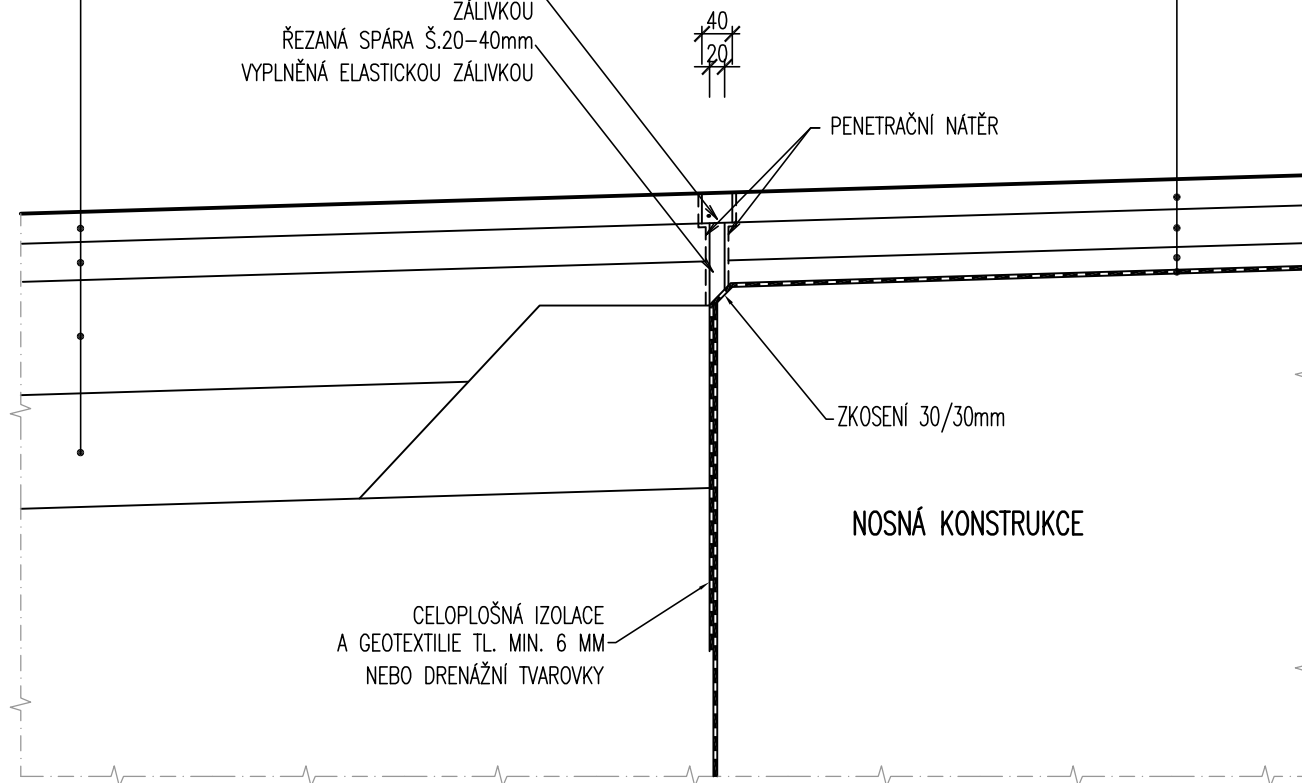 ZÁLIVKOU
ŘEZANÁ SPÁRA Š.20-40mm
VYPLNĚNÁ ELASTICKOU ZÁLIVKOU
40
20
PENETRAČNÍ NÁTĚR
ZKOSENÍ 30/30mm
NOSNÁ KONSTRUKCE
CELOPLOŠNÁ IZOLACE
A GEOTEXTILIE TL. MIN. 6 MM
NEBO DRENÁŽNÍ TVAROVKY